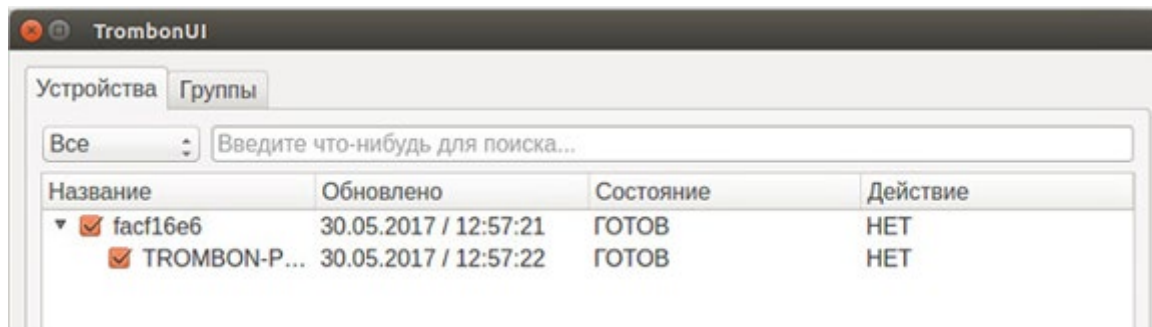 TrombonUI
Устройства Группы
Все Введите что-нибудь для поиска...
Название Обновлено Состояние Действие
facf16e6 30.05.2017 / 12:57:21 ГОТОВ НЕТ
TROMBON-P... 30.05.2017 / 12:57:22 ГОТОВ НЕТ